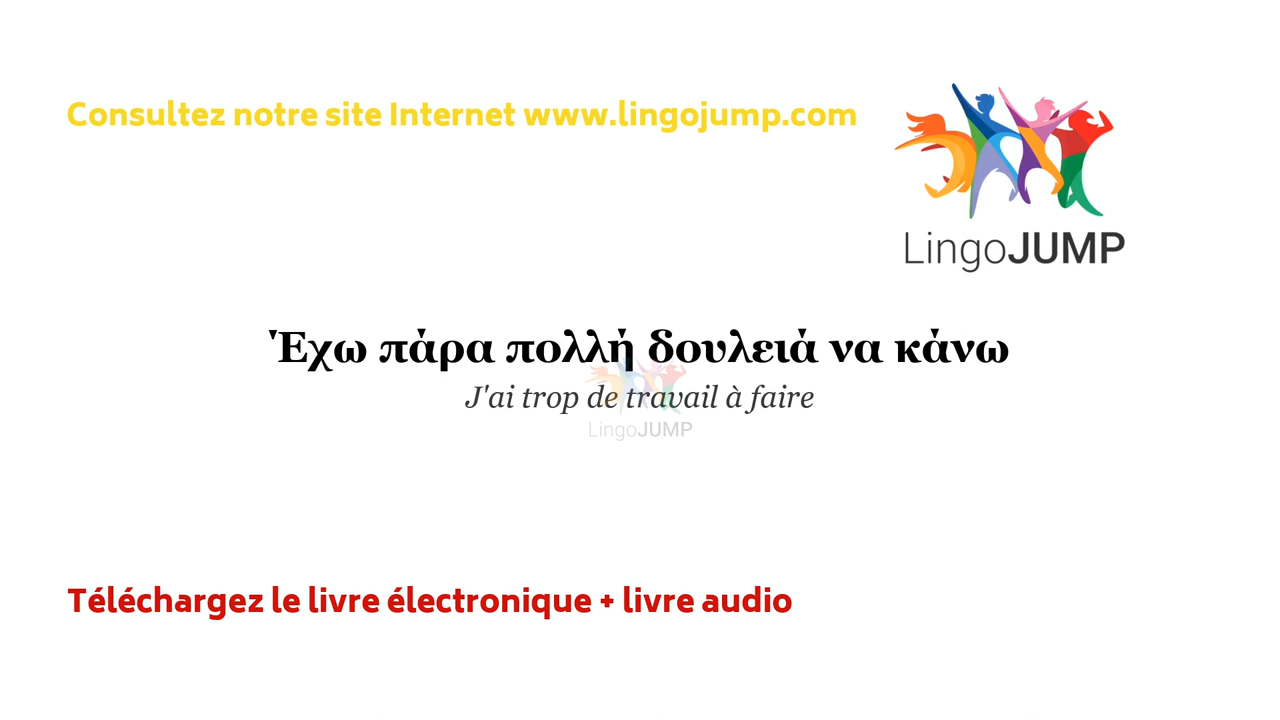 Consultez notre site Internet www.lingojump.com
LingoJUMP
Έχω πάρα πολλή δουλειά να κάνω
J'ai trop de travail à faire
LingoJUMP
Téléchargez le livre électronique + livre audio